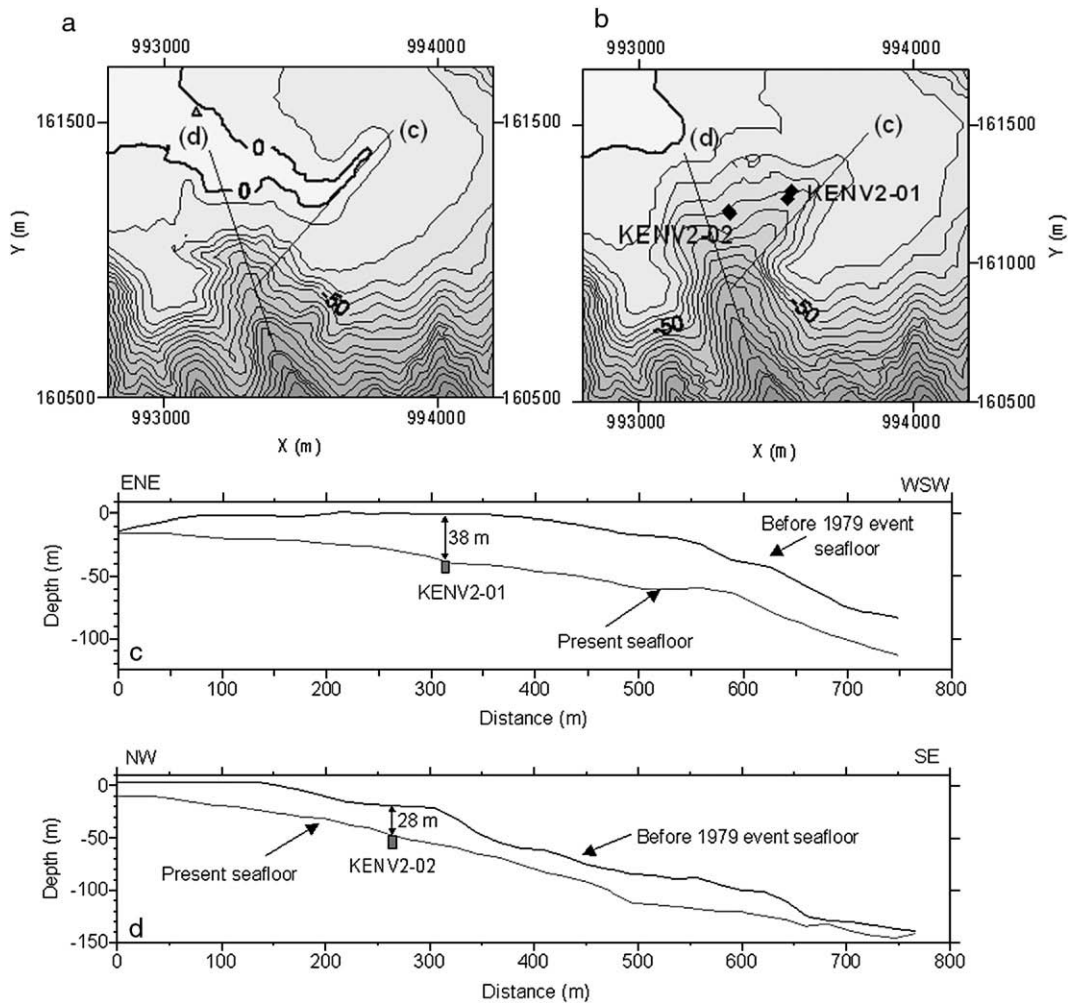 a
b
993000 994000
993000 994000
161500
(d)
(c)
0
0
-50
160500
993000 994000
X (m)
Y (m)
161500
(d)
(c)
KENV2-01
KENV2-02
161000
-50
-50
160500
993000 994000
X (m)
Y (m)
ENE WSW
0
-50
-100
Depth (m)
38 m
KENV2-01
Before 1979 event
seafloor
Present seafloor
c
0 100 200 300 400 500 600 700 800
Distance (m)
NW SE
0
-50
-100
-150
Depth (m)
28 m
KENV2-02
Present seafloor
Before 1979 event seafloor
d
0 100 200 300 400 500 600 700 800
Distance (m)